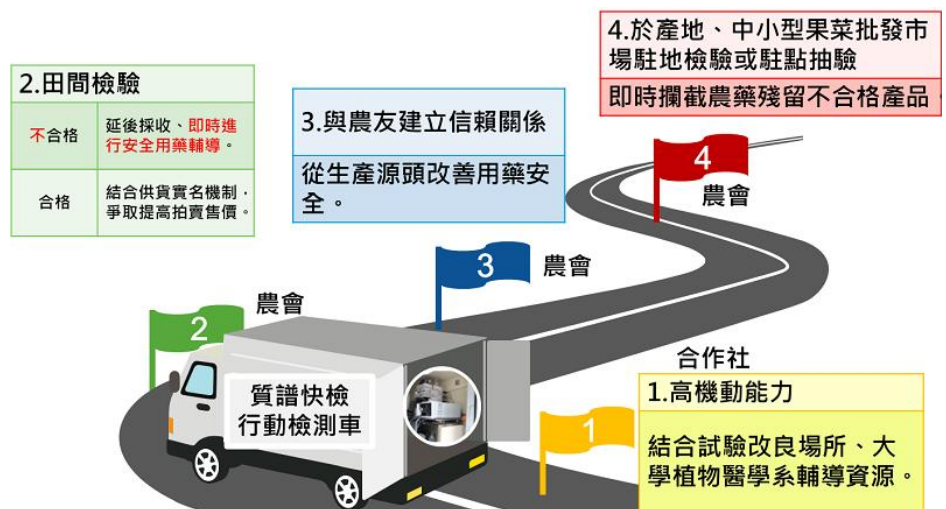 4.於產地、中小型果菜批發市
場駐地檢驗或駐點抽驗
即時攔截農藥殘留不合格產品。
2.田間檢驗
不合格
延後採收、即時進
行安全用藥輔導。
合格
結合供貨實名機制，
爭取提高拍賣售價。
3.與農友建立信賴關係
從生產源頭改善用藥安
全。
4
農會
3
農會
2
農會
質譜快檢
行動檢測車
合作社
1
1.高機動能力
結合試驗改良場所、大
學植物醫學系輔導資源。